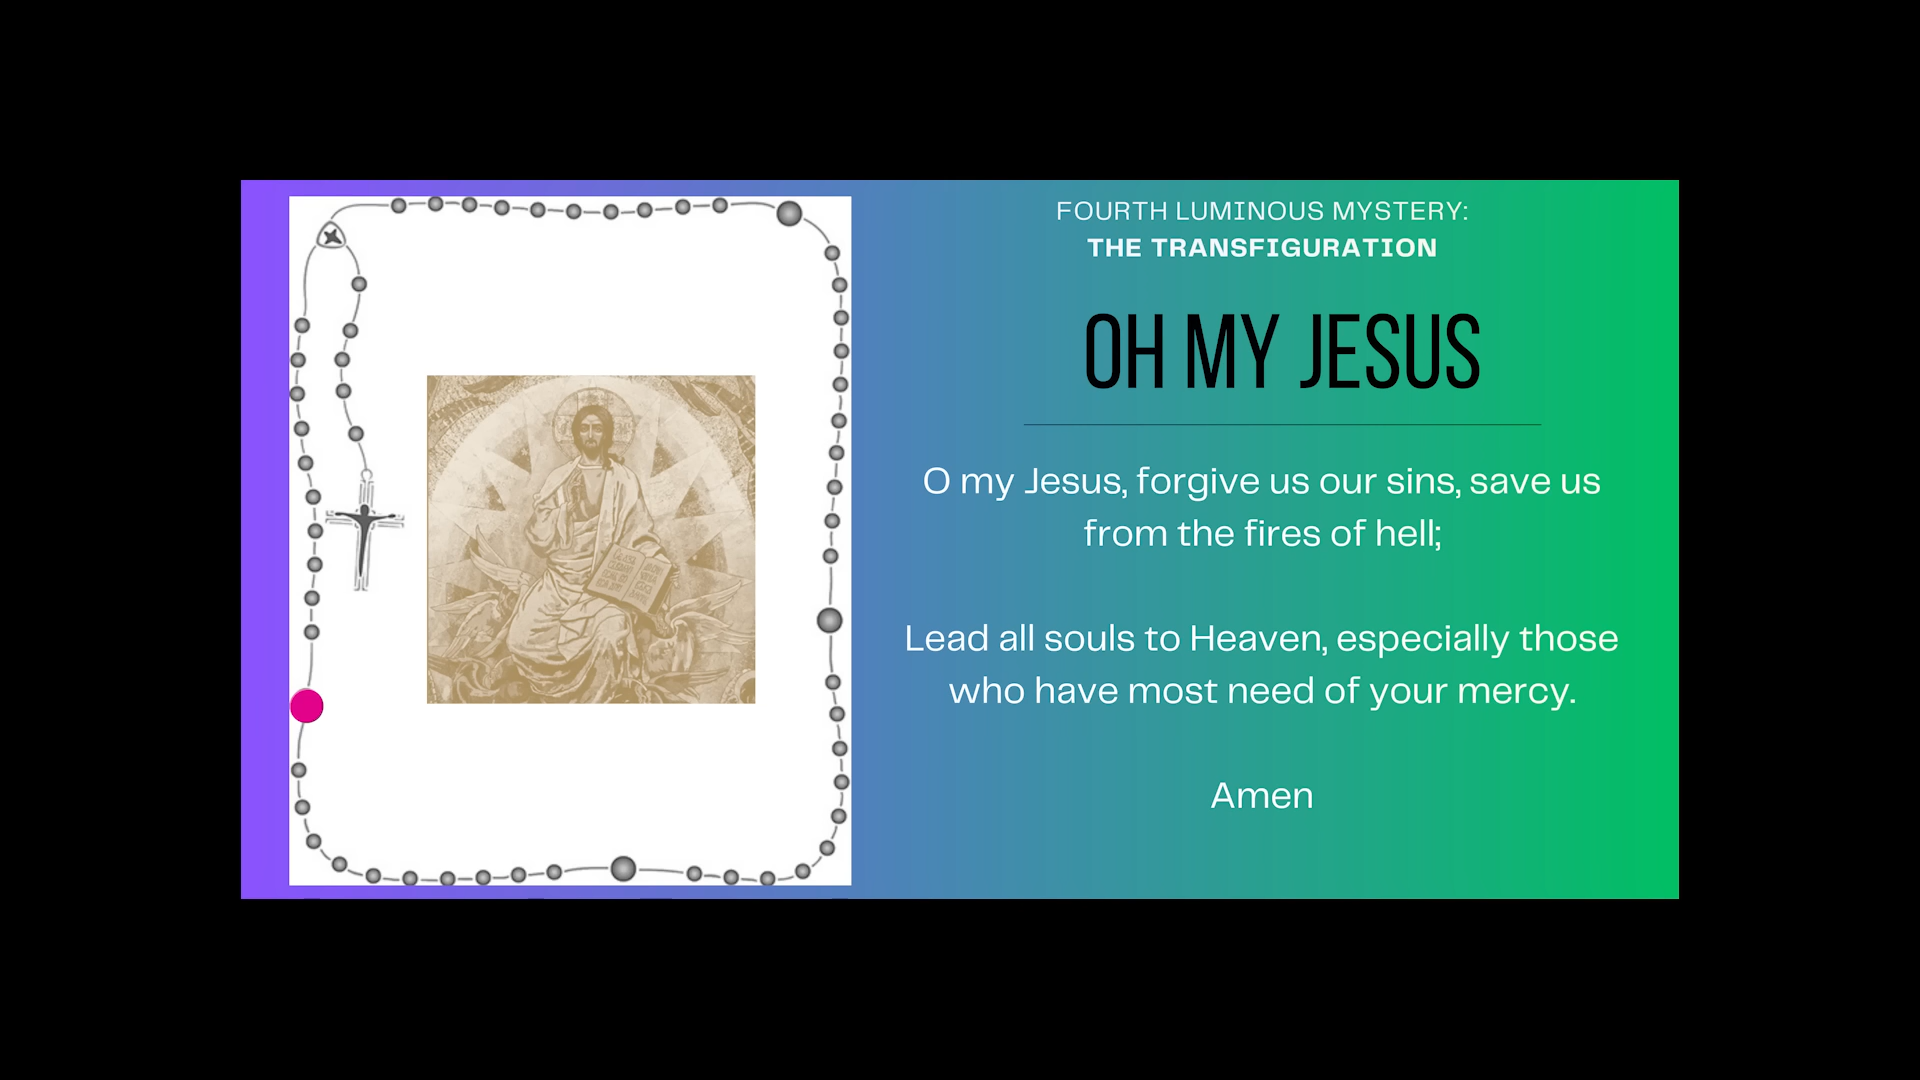 FOURTH LUMINOUS MYSTERY:
THE TRANSFIGURATION
OH MY JESUS
O my Jesus, forgive us our sins, save us
from the fires of hell;
Lead all souls to Heaven, especially those
who have most need of your mercy.
Amen